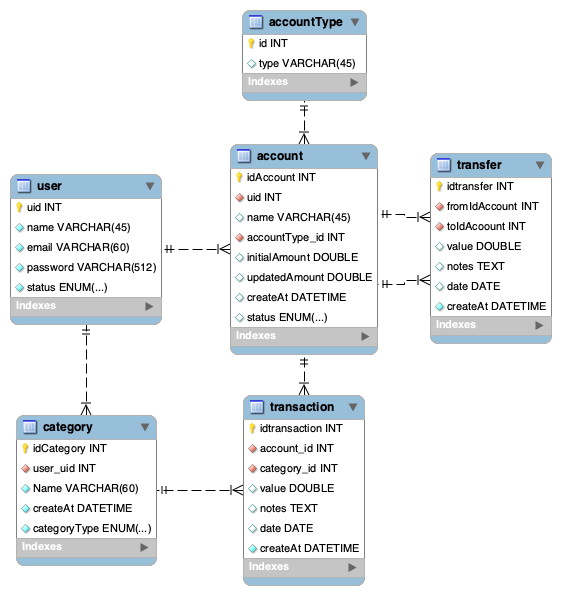 accountType
id INT
type VARCHAR(45)
Indexes
account
idAccount INT
uid INT
name VARCHAR(45)
accountType_id INT
initialAmount DOUBLE
updatedAmount DOUBLE
createAt DATETIME
status ENUM(...)
Indexes
transfer
idtransfer INT
fromIdAccount INT
toIdAccount INT
value DOUBLE
notes TEXT
date DATE
createAt DATETIME
Indexes
user
uid INT
name VARCHAR(45)
email VARCHAR(60)
password VARCHAR(512)
status ENUM(...)
Indexes
category
idCategory INT
user_uid INT
Name VARCHAR(60)
createAt DATETIME
categoryType ENUM(...)
Indexes
transaction
idtransaction INT
account_id INT
category_id INT
value DOUBLE
notes TEXT
date DATE
createAt DATETIME
Indexes